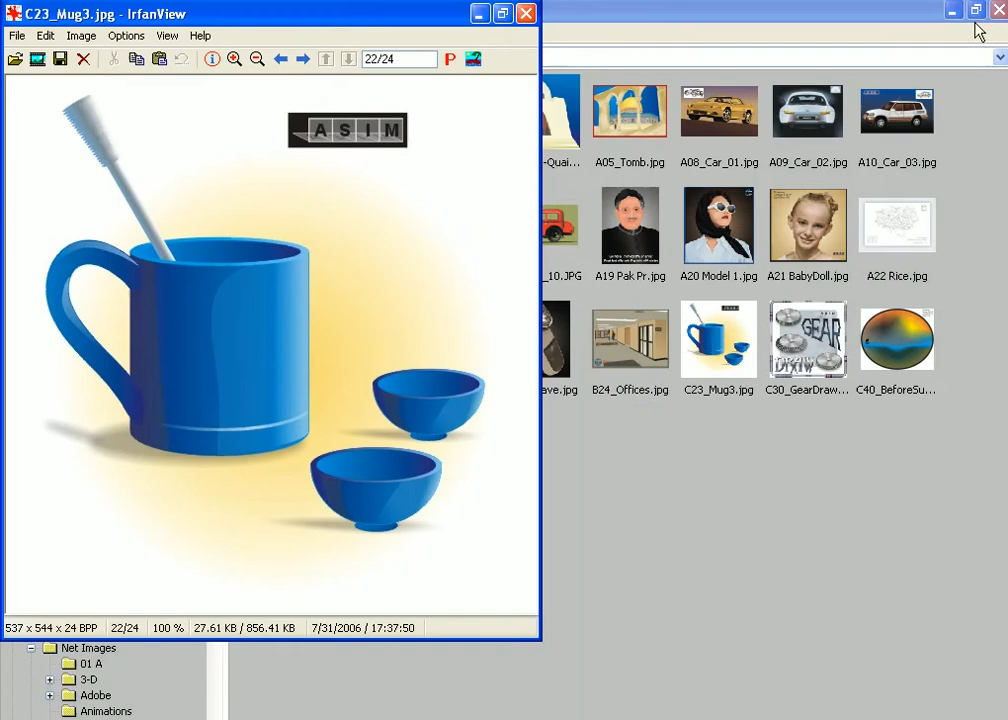 C23_Mug3.jpg - IrfanView
File Edit Image Options View Help
22/24
ASIM
-Quai... A05_Tomb.jpg A08_Car_01.jpg A09_Car_02.jpg A10_Car_03.jpg
_10.JPG A19 Pak Pr.jpg A20 Model 1.jpg A21 BabyDoll.jpg A22 Rice.jpg
GEAR
ave.jpg B24_Offices.jpg C23_Mug3.jpg C30_GearDraw... C40_BeforeSu...
537 x 544 x 24 BPP 22/24 100 % 27.61 KB / 856.41 KB 7/31/2006 / 17:37:50
Net Images
01 A
3-D
Adobe
Animations